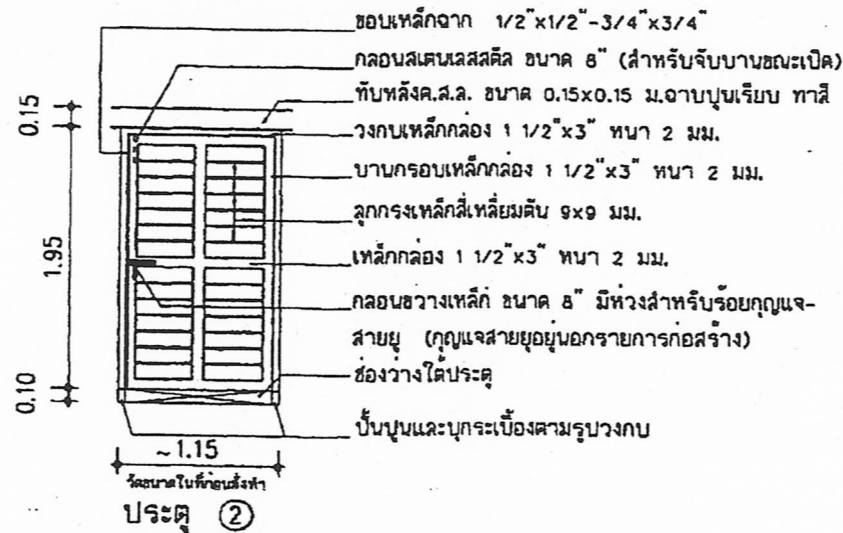 ขอบเหล็กฉาก 1/2"x1/2"-3/4"x3/4"
กลอนสเตนเลสสตีล ขนาด 8" (สำหรับจับบานขณะเปิด)
ทับหลังค.ส.ล. ขนาด 0.15x0.15 ม.ฉาบปูนเรียบ ทาสี
วงกบเหล็กกล่อง 1 1/2"x3" หนา 2 มม.
บานกรอบเหล็กกล่อง 1 1/2"x3" หนา 2 มม.
ลูกกรงเหล็กสี่เหลี่ยมตัน 9x9 มม.
เหล็กกล่อง 1 1/2"x3" หนา 2 มม.
กลอนขวางเหล็ก ขนาด 8" มีห่วงสำหรับร้อยกุญแจ-
สายยู (กุญแจสายยูอยู่นอกรายการก่อสร้าง)
ช่องว่างใต้ประตู
ปั้นปูนและบุกระเบื้องตามรูปวงกบ
0.15
1.95
0.10
~1.15
วัดขนาดในที่ก่อนสั่งทำ
ประตู ②